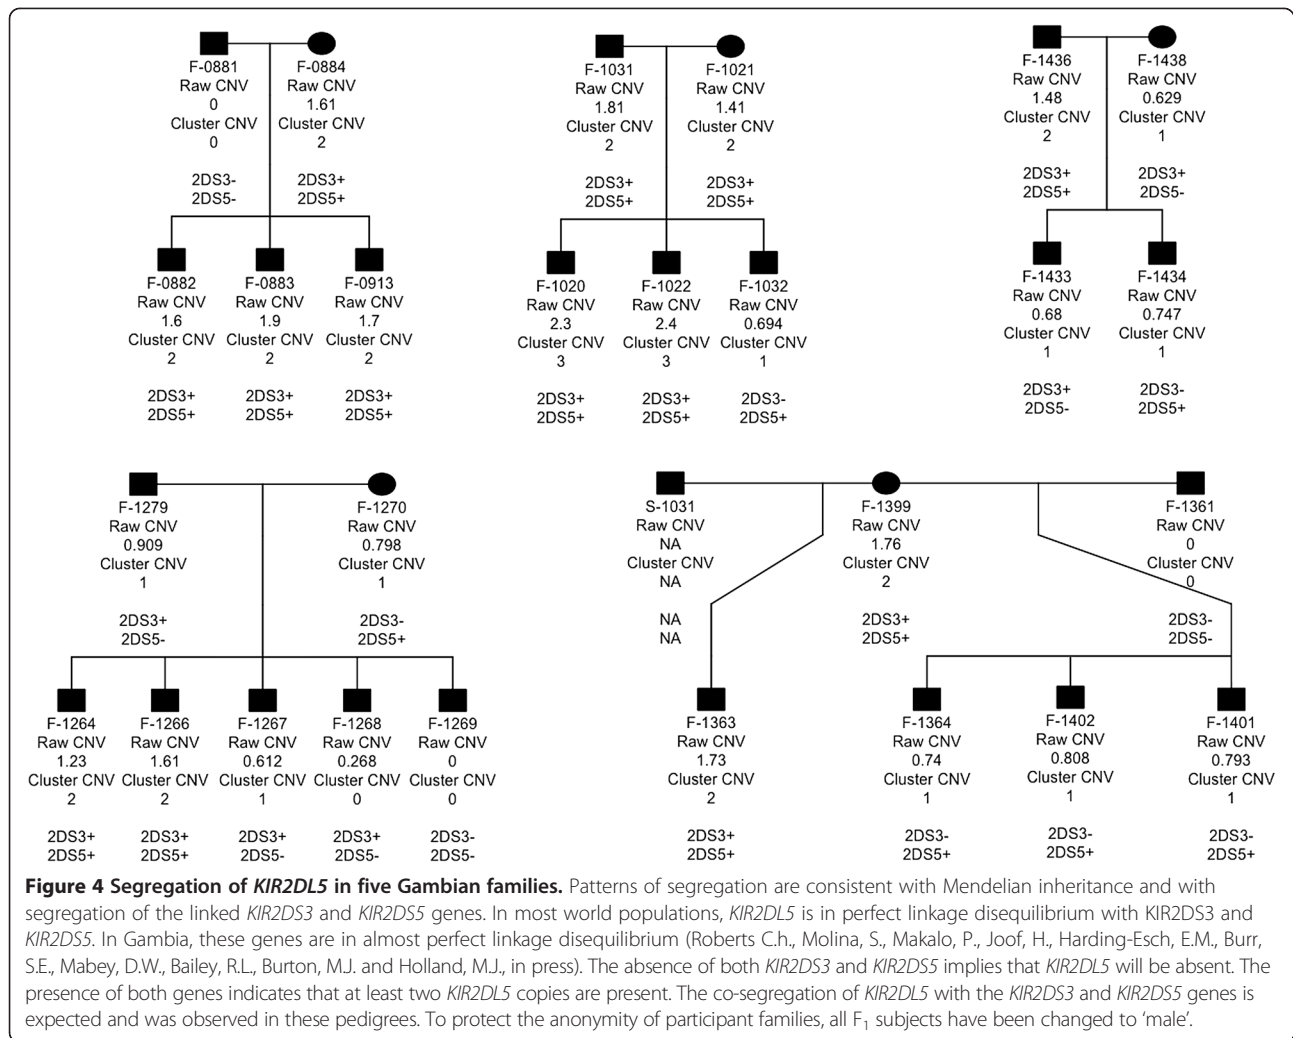 F-0881
Raw CNV
0
Cluster CNV
0
2DS3-
2DS5-
F-0884
Raw CNV
1.61
Cluster CNV
2
2DS3+
2DS5+
F-0882
Raw CNV
1.6
Cluster CNV
2
2DS3+
2DS5+
F-0883
Raw CNV
1.9
Cluster CNV
2
2DS3+
2DS5+
F-0913
Raw CNV
1.7
Cluster CNV
2
2DS3+
2DS5+
F-1031
Raw CNV
1.81
Cluster CNV
2
2DS3+
2DS5+
F-1021
Raw CNV
1.41
Cluster CNV
2
2DS3+
2DS5+
F-1020
Raw CNV
2.3
Cluster CNV
3
2DS3+
2DS5+
F-1022
Raw CNV
2.4
Cluster CNV
3
2DS3+
2DS5+
F-1032
Raw CNV
0.694
Cluster CNV
1
2DS3-
2DS5+
F-1436
Raw CNV
1.48
Cluster CNV
2
2DS3+
2DS5+
F-1438
Raw CNV
0.629
Cluster CNV
1
2DS3+
2DS5-
F-1433
Raw CNV
0.68
Cluster CNV
1
2DS3+
2DS5-
F-1434
Raw CNV
0.747
Cluster CNV
1
2DS3-
2DS5+
F-1279
Raw CNV
0.909
Cluster CNV
1
2DS3+
2DS5-
F-1270
Raw CNV
0.798
Cluster CNV
1
2DS3-
2DS5+
F-1264
Raw CNV
1.23
Cluster CNV
2
2DS3+
2DS5+
F-1266
Raw CNV
1.61
Cluster CNV
2
2DS3+
2DS5+
F-1267
Raw CNV
0.612
Cluster CNV
1
2DS3+
2DS5-
F-1268
Raw CNV
0.268
Cluster CNV
0
2DS3+
2DS5-
F-1269
Raw CNV
0
Cluster CNV
0
2DS3-
2DS5-
S-1031
Raw CNV
NA
Cluster CNV
NA
NA
NA
F-1399
Raw CNV
1.76
Cluster CNV
2
2DS3+
2DS5+
F-1361
Raw CNV
0
Cluster CNV
0
2DS3-
2DS5-
F-1363
Raw CNV
1.73
Cluster CNV
2
2DS3+
2DS5+
F-1364
Raw CNV
0.74
Cluster CNV
1
2DS3-
2DS5+
F-1402
Raw CNV
0.808
Cluster CNV
1
2DS3-
2DS5+
F-1401
Raw CNV
0.793
Cluster CNV
1
2DS3-
2DS5+
Figure 4 Segregation of KIR2DL5 in five Gambian families. Patterns of segregation are consistent with Mendelian inheritance and with
segregation of the linked KIR2DS3 and KIR2DS5 genes. In most world populations, KIR2DL5 is in perfect linkage disequilibrium with KIR2DS3 and
KIR2DS5. In Gambia, these genes are in almost perfect linkage disequilibrium (Roberts C.h., Molina, S., Makalo, P., Joof, H., Harding-Esch, E.M., Burr,
S.E., Mabey, D.W., Bailey, R.L., Burton, M.J. and Holland, M.J., in press). The absence of both KIR2DS3 and KIR2DS5 implies that KIR2DL5 will be absent. The
presence of both genes indicates that at least two KIR2DL5 copies are present. The co-segregation of KIR2DL5 with the KIR2DS3 and KIR2DS5 genes is
expected and was observed in these pedigrees. To protect the anonymity of participant families, all F1 subjects have been changed to ‘male’.